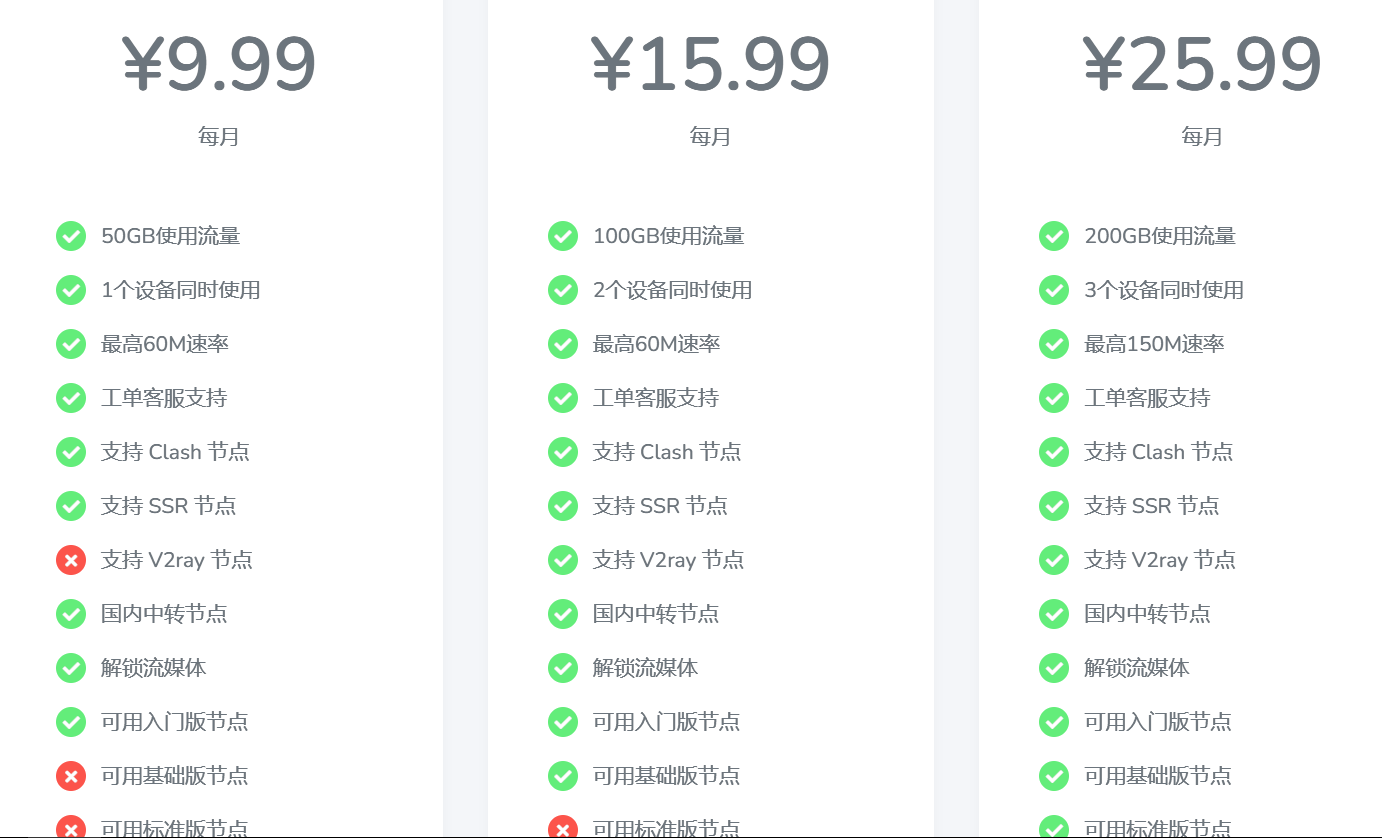 ¥9.99
每月
50GB使用流量
1个设备同时使用
最高60M速率
工单客服支持
支持 Clash 节点
支持 SSR 节点
支持 V2ray 节点
国内中转节点
解锁流媒体
可用入门版节点
可用基础版节点
可用标准版节点
¥15.99
每月
100GB使用流量
2个设备同时使用
最高60M速率
工单客服支持
支持 Clash 节点
支持 SSR 节点
支持 V2ray 节点
国内中转节点
解锁流媒体
可用入门版节点
可用基础版节点
可用标准版节点
¥25.99
每月
200GB使用流量
3个设备同时使用
最高150M速率
工单客服支持
支持 Clash 节点
支持 SSR 节点
支持 V2ray 节点
国内中转节点
解锁流媒体
可用入门版节点
可用基础版节点
可用标准版节点